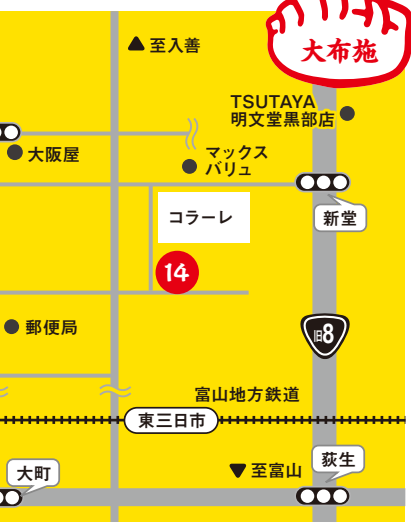 大布施
▲至入善
TSUTAYA
明文堂黒部店
大阪屋
マックス
バリュ
コラーレ
新堂
14
郵便局
旧8
富山地方鉄道
東三日市
大町
▼至富山
荻生